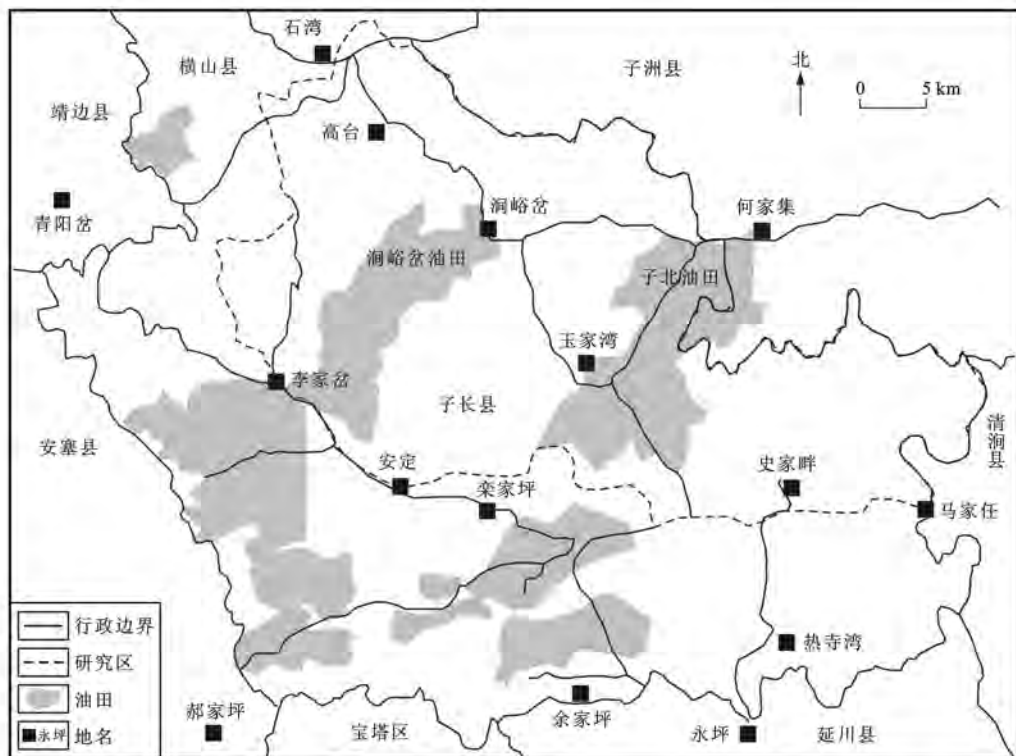 石湾
横山县
子洲县
北
0 5 km
靖边县
高台
青阳岔
涧峪岔
何家集
涧峪岔油田
子北油田
玉家湾
李家岔
子长县
安塞县
清涧县
安定
史家畔
栾家坪
马家任
行政边界
研究区
油田
永坪 地名
热寺湾
郝家坪
宝塔区
余家坪
永坪
延川县